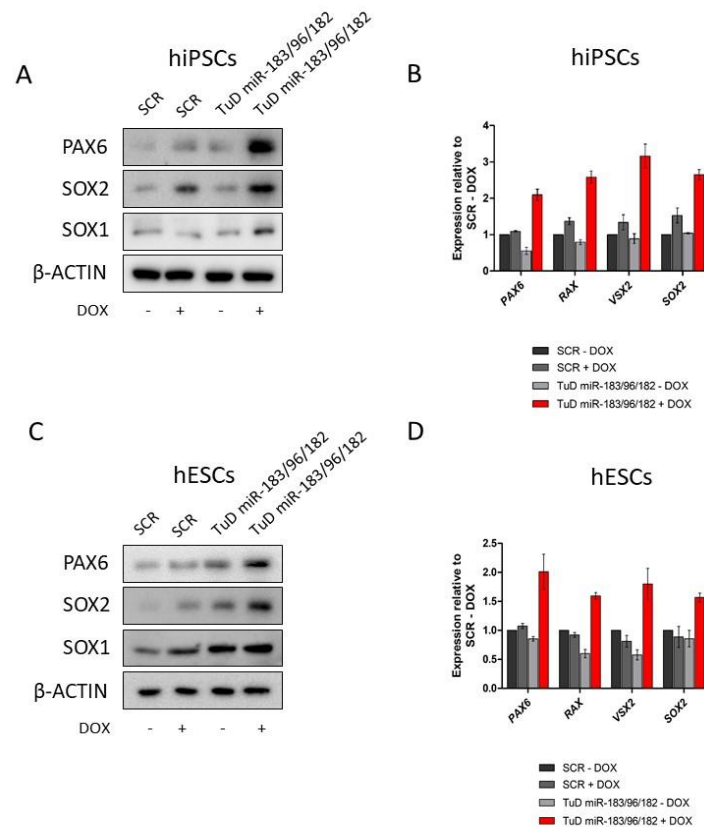 A
hiPSCs
SCR
SCR
TuD miR-183/96/182
TuD miR-183/96/182
PAX6
SOX2
SOX1
β-ACTIN
DOX
- + - +
B
hiPSCs
Expression relative to
SCR - DOX
4
3
2
1
0
PAX6 RAX VSX2 SOX2
SCR - DOX
SCR + DOX
TuD miR-183/96/182 - DOX
TuD miR-183/96/182 + DOX
C
hESCs
SCR
SCR
TuD miR-183/96/182
TuD miR-183/96/182
PAX6
SOX2
SOX1
β-ACTIN
DOX
- + - +
D
hESCs
Expression relative to
SCR - DOX
2.5
2.0
1.5
1.0
0.5
0.0
PAX6 RAX VSX2 SOX2
SCR - DOX
SCR + DOX
TuD miR-183/96/182 - DOX
TuD miR-183/96/182 + DOX